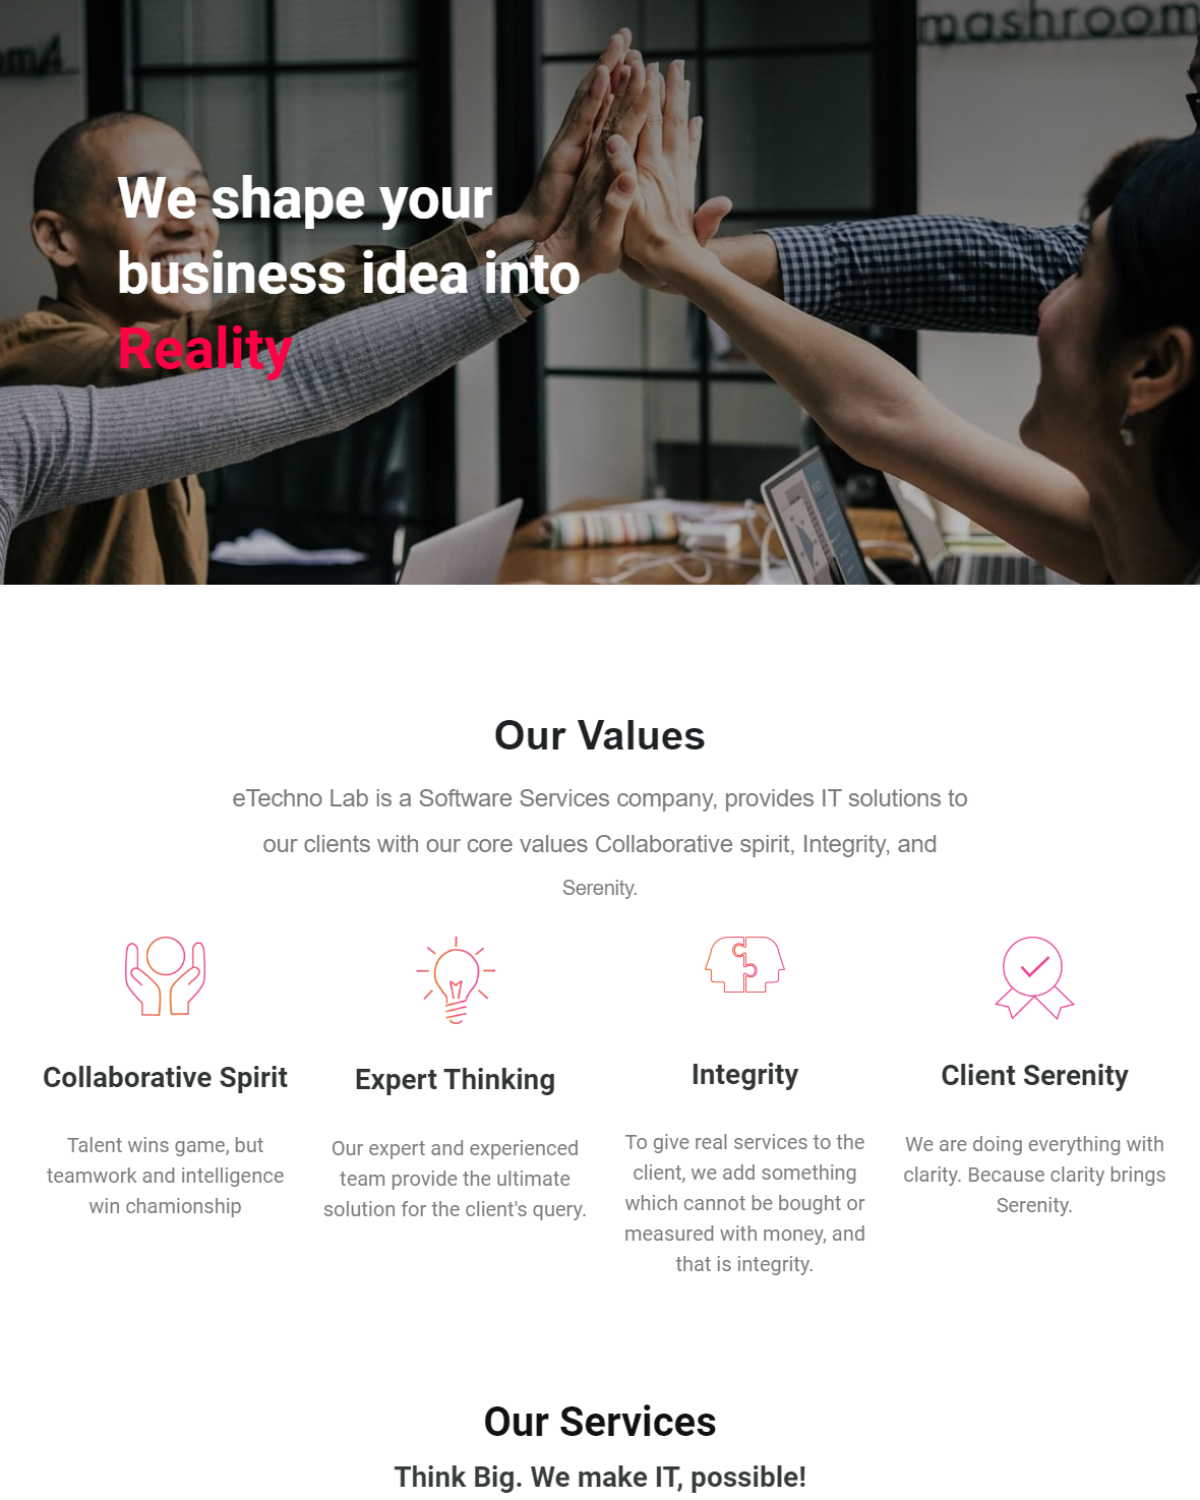 mashroom
We shape your
business idea into
Reality
Our Values
eTechno Lab is a Software Services company, provides IT solutions to
our clients with our core values Collaborative spirit, Integrity, and
Serenity.
Collaborative Spirit
Talent wins game, but
teamwork and intelligence
win chamionship
Expert Thinking
Our expert and experienced
team provide the ultimate
solution for the client's query.
Integrity
To give real services to the
client, we add something
which cannot be bought or
measured with money, and
that is integrity.
Client Serenity
We are doing everything with
clarity. Because clarity brings
Serenity.
Our Services
Think Big. We make IT, possible!